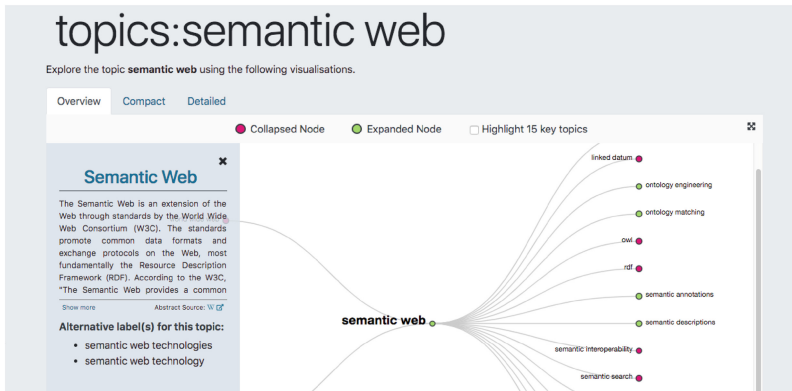 topics:semantic web
Explore the topic semantic web using the following visualisations.
Overview Compact Detailed
Collapsed Node Expanded Node Highlight 15 key topics
Semantic Web
The Semantic Web is an extension of the
Web through standards by the World Wide
Web Consortium (W3C). The standards
promote common data formats and
exchange protocols on the Web, most
fundamentally the Resource Description
Framework (RDF). According to the W3C,
"The Semantic Web provides a common
Show more Abstract Source: W
Alternative label(s) for this topic:
• semantic web technologies
• semantic web technology
semantic web
linked datum
ontology engineering
ontology matching
owl
rdf
semantic annotations
semantic descriptions
semantic interoperability
semantic search